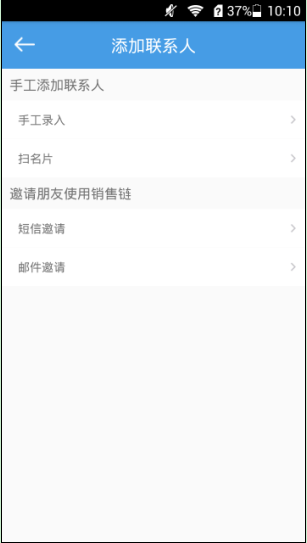 37% 10:10
添加联系人
手工添加联系人
手工录入
扫名片
邀请朋友使用销售链
短信邀请
邮件邀请